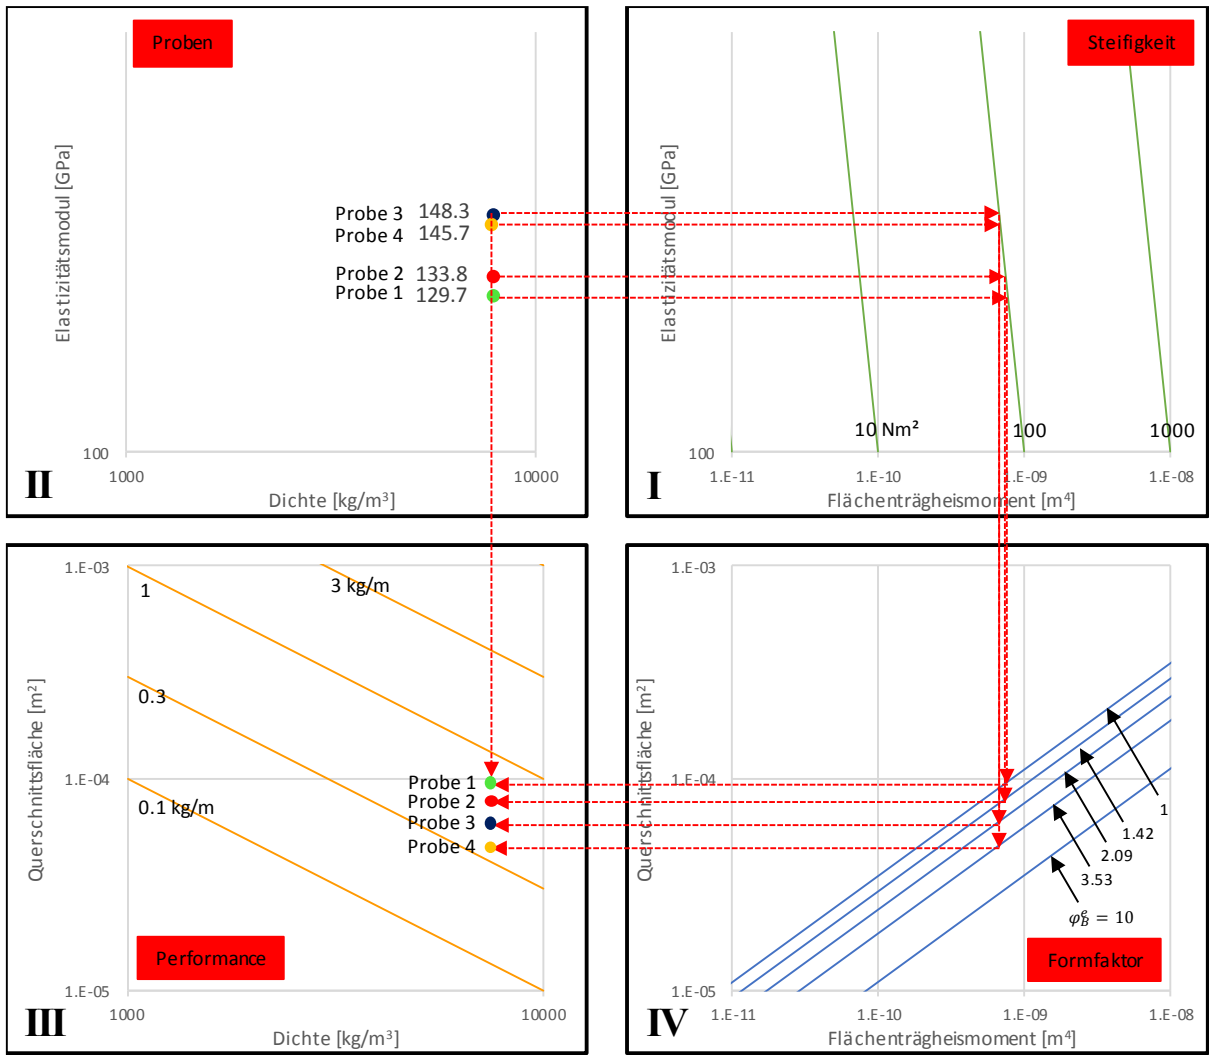 Proben
Elastizitätsmodul [GPa]
Probe 3 148.3
Probe 4 145.7
Probe 2 133.8
Probe 1 129.7
100
1000
10000
Dichte [kg/m³]
II
Steifigkeit
Elastizitätsmodul [GPa]
10 Nm²
100
1000
100
1.E-11
1.E-10
1.E-09
1.E-08
Flächenträgheismoment [m⁴]
I
1.E-03
1.E-04
1.E-05
Querschnittsfläche [m²]
3 kg/m
1
0.3
0.1 kg/m
Probe 1
Probe 2
Probe 3
Probe 4
Performance
1000
10000
Dichte [kg/m³]
III
1.E-03
1.E-04
1.E-05
Querschnittsfläche [m²]
1
1.42
2.09
3.53
φ_B^e = 10
Formfaktor
1.E-11
1.E-10
1.E-09
1.E-08
Flächenträgheismoment [m⁴]
IV